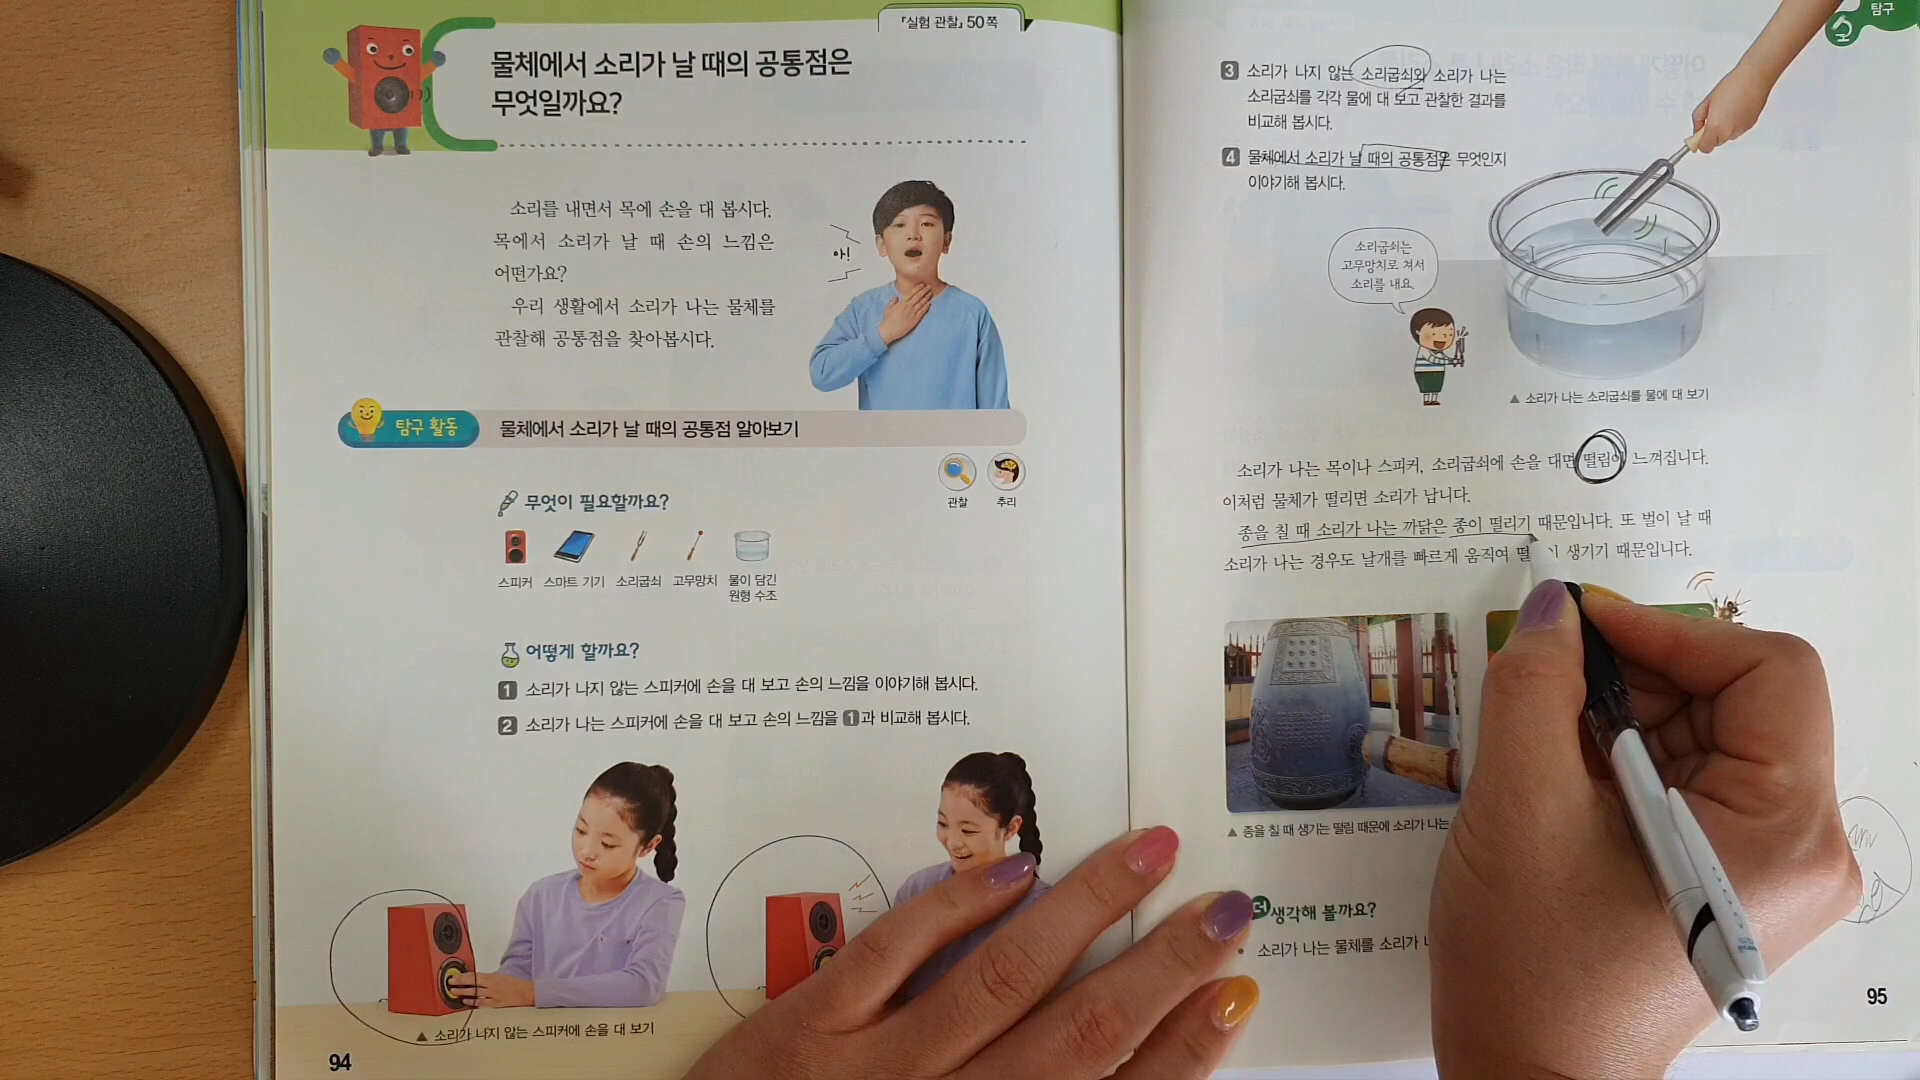 『실험 관찰』 50쪽
물체에서 소리가 날 때의 공통점은
무엇일까요?
소리를 내면서 목에 손을 대 봅시다.
목에서 소리가 날 때 손의 느낌은
어떤가요?
우리 생활에서 소리가 나는 물체를
관찰해 공통점을 찾아봅시다.
아!
탐구 활동
물체에서 소리가 날 때의 공통점 알아보기
관찰 추리
무엇이 필요할까요?
스피커 스마트 기기 소리굽쇠 고무망치 물이 담긴
원형 수조
어떻게 할까요?
1 소리가 나지 않는 스피커에 손을 대 보고 손의 느낌을 이야기해 봅시다.
2 소리가 나는 스피커에 손을 대 보고 손의 느낌을 1과 비교해 봅시다.
▲ 소리가 나지 않는 스피커에 손을 대 보기
94
탐구
3 소리가 나지 않는 소리굽쇠와 소리가 나는
소리굽쇠를 각각 물에 대 보고 관찰한 결과를
비교해 봅시다.
4 물체에서 소리가 날 때의 공통점은 무엇인지
이야기해 봅시다.
소리굽쇠는
고무망치로 쳐서
소리를 내요.
▲ 소리가 나는 소리굽쇠를 물에 대 보기
소리가 나는 목이나 스피커, 소리굽쇠에 손을 대면 떨림이 느껴집니다.
이처럼 물체가 떨리면 소리가 납니다.
종을 칠 때 소리가 나는 까닭은 종이 떨리기 때문입니다. 또 벌이 날 때
소리가 나는 경우도 날개를 빠르게 움직여 생기기 때문입니다.
▲ 종을 칠 때 생기는 떨림 때문에 소리가 나는
더 생각해 볼까요?
• 소리가 나는 물체를 소리가
95